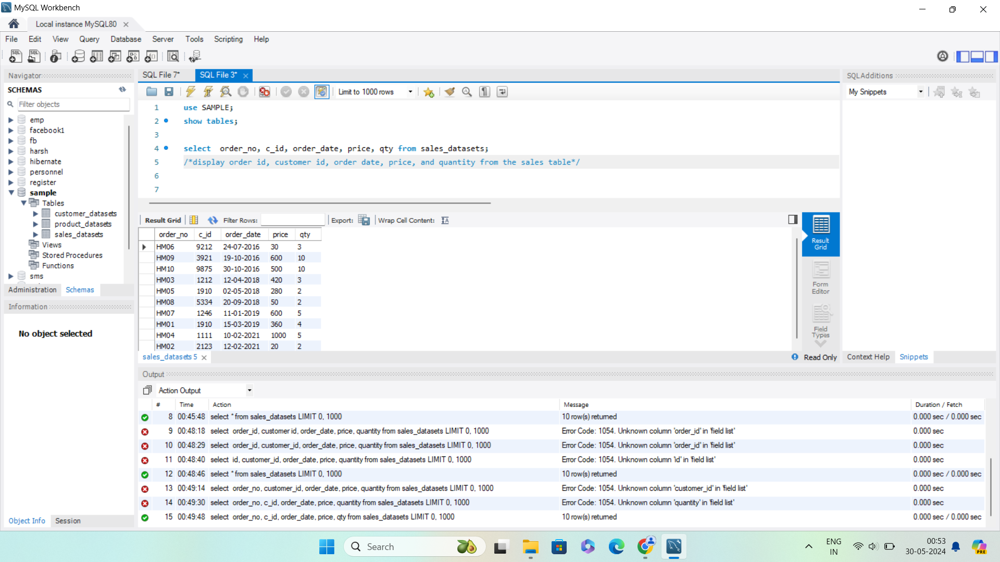 MySQL Workbench
Local instance MySQL80
File Edit View Query Database Server Tools Scripting Help
Navigator
SCHEMAS
Filter objects
emp
facebook1
fb
harsh
hibernate
personnel
register
sample
Tables
customer_datasets
product_datasets
sales_datasets
Views
Stored Procedures
Functions
sms
Administration Schemas
Information
No object selected
Object Info Session
SQL File 7* SQL File 3*
Limit to 1000 rows
1 use SAMPLE;
2 show tables;
3
4 select  order_no, c_id, order_date, price, qty from sales_datasets;
5 /*display order id, customer id, order date, price, and quantity from the sales table*/
6
7
Result Grid Filter Rows: Export: Wrap Cell Content:
order_no c_id order_date price qty
HM06 9212 24-07-2016 30 3
HM09 3921 19-10-2016 600 10
HM10 9875 30-10-2016 500 10
HM03 1212 12-04-2018 420 3
HM05 1910 02-05-2018 280 2
HM08 5334 20-09-2018 50 2
HM07 1246 11-01-2019 600 5
HM01 1910 15-03-2019 360 4
HM04 1111 10-02-2021 1000 5
HM02 2123 12-02-2021 20 2
Result
Grid
Form
Editor
Field
Types
sales_datasets 5
Read Only
SQLAdditions
My Snippets
Context Help Snippets
Output
Action Output
# Time Action Message Duration / Fetch
8 00:45:48 select * from sales_datasets LIMIT 0, 1000 10 row(s) returned 0.000 sec / 0.000 sec
9 00:48:18 select  order_id, customer id, order_date, price, quantity from sales_datasets LIMIT 0, 1000 Error Code: 1054. Unknown column 'order_id' in 'field list' 0.000 sec
10 00:48:29 select  order_id, customer_id, order_date, price, quantity from sales_datasets LIMIT 0, 1000 Error Code: 1054. Unknown column 'order_id' in 'field list' 0.000 sec
11 00:48:40 select  id, customer_id, order_date, price, quantity from sales_datasets LIMIT 0, 1000 Error Code: 1054. Unknown column 'id' in 'field list' 0.000 sec
12 00:48:46 select * from sales_datasets LIMIT 0, 1000 10 row(s) returned 0.000 sec / 0.000 sec
13 00:49:14 select  order_no, customer_id, order_date, price, quantity from sales_datasets LIMIT 0, 1000 Error Code: 1054. Unknown column 'customer_id' in 'field list' 0.000 sec
14 00:49:30 select  order_no, c_id, order_date, price, quantity from sales_datasets LIMIT 0, 1000 Error Code: 1054. Unknown column 'quantity' in 'field list' 0.000 sec
15 00:49:48 select  order_no, c_id, order_date, price, qty from sales_datasets LIMIT 0, 1000 10 row(s) returned 0.000 sec / 0.000 sec
Search
ENG
IN
00:53
30-05-2024
PRE